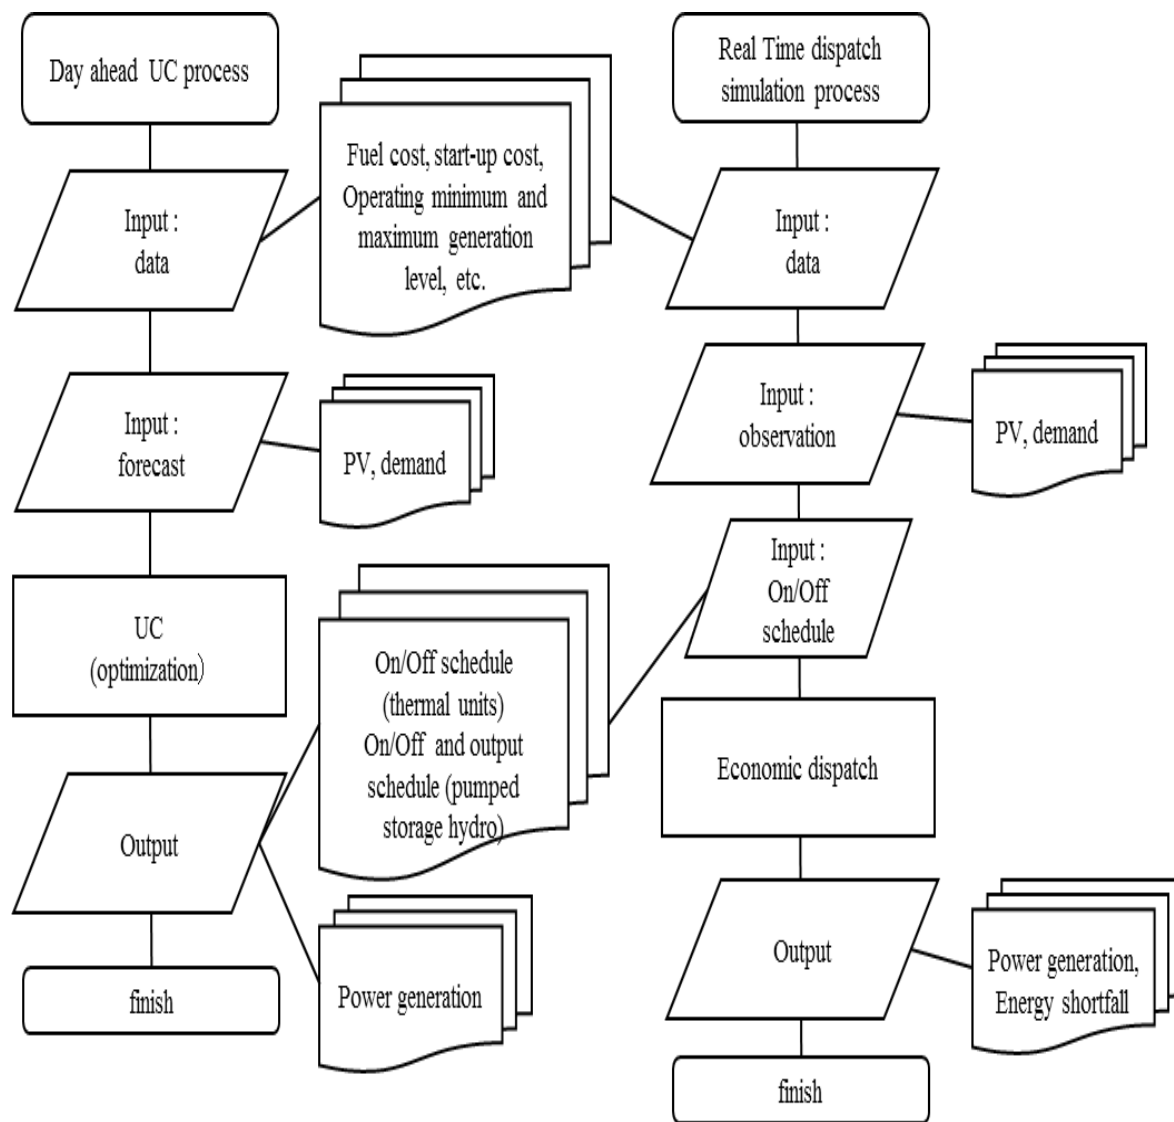 Day ahead UC process
Input :
data
Fuel cost, start-up cost,
Operating minimum and
maximum generation
level, etc.
Input :
forecast
PV, demand
UC
(optimization）
Output
On/Off schedule
(thermal units)
On/Off and output
schedule (pumped
storage hydro)
Power generation
finish
Real Time dispatch
simulation process
Input :
data
Input :
observation
PV, demand
Input :
On/Off
schedule
Economic dispatch
Output
Power generation,
Energy shortfall
finish